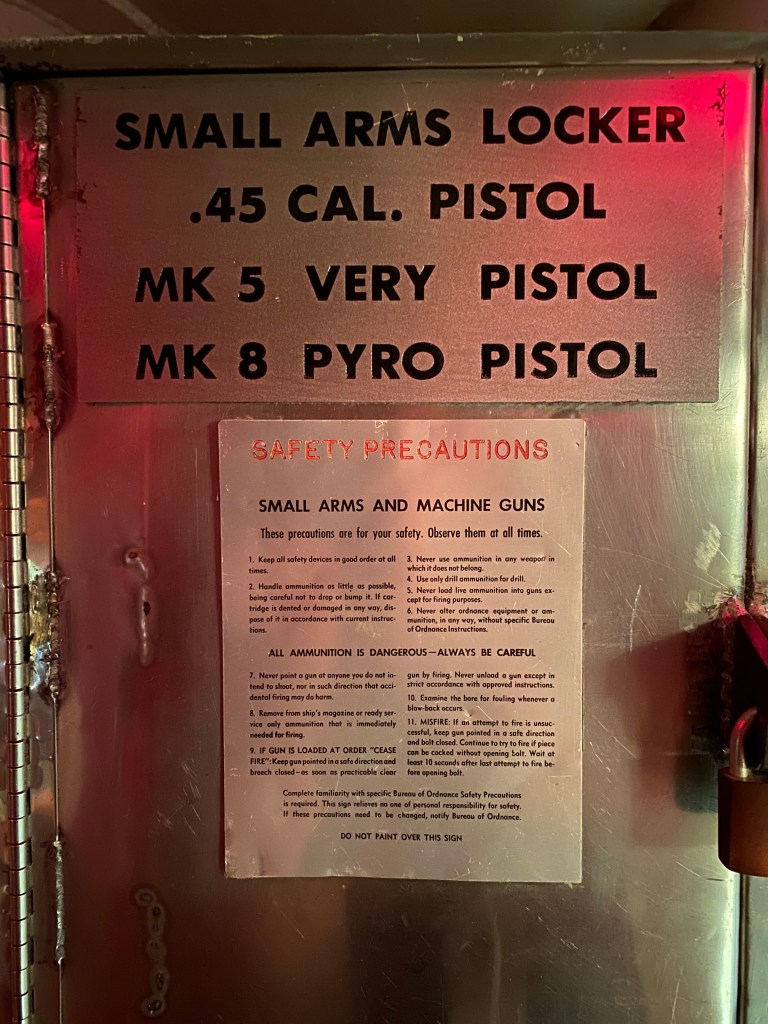 SMALL ARMS LOCKER
.45 CAL. PISTOL
MK 5 VERY PISTOL
MK 8 PYRO PISTOL
SAFETY PRECAUTIONS
SMALL ARMS AND MACHINE GUNS
These precautions are for your safety. Observe them at all times.
1. Keep all safety devices in good order at all
times.
2. Handle ammunition as little as possible,
being careful not to drop or bump it. If car-
tridge is dented or damaged in any way, dis-
pose of it in accordance with current instruc-
tions.
3. Never use ammunition in any weapon in
which it does not belong.
4. Use only drill ammunition for drill.
5. Never load live ammunition into guns ex-
cept for firing purposes.
6. Never alter ordnance equipment or am-
munition, in any way, without specific Bureau
of Ordnance Instructions.
ALL AMMUNITION IS DANGEROUS—ALWAYS BE CAREFUL
7. Never point a gun at anyone you do not in-
tend to shoot, nor in such direction that acci-
dental firing may do harm.
8. Remove from ship's magazine or ready ser-
vice only ammunition that is immediately
needed for firing.
9. IF GUN IS LOADED AT ORDER "CEASE
FIRE": Keep gun pointed in a safe direction and
breech closed—as soon as practicable clear
gun by firing. Never unload a gun except in
strict accordance with approved instructions.
10. Examine the bore for fouling whenever a
blow-back occurs.
11. MISFIRE: If an attempt to fire is unsuc-
cessful, keep gun pointed in a safe direction
and bolt closed. Continue to try to fire if piece
can be cocked without opening bolt. Wait at
least 10 seconds after last attempt to fire be-
fore opening bolt.
Complete familiarity with specific Bureau of Ordnance Safety Precautions
is required. This sign relieves no one of personal responsibility for safety.
If these precautions need to be changed, notify Bureau of Ordnance.
DO NOT PAINT OVER THIS SIGN